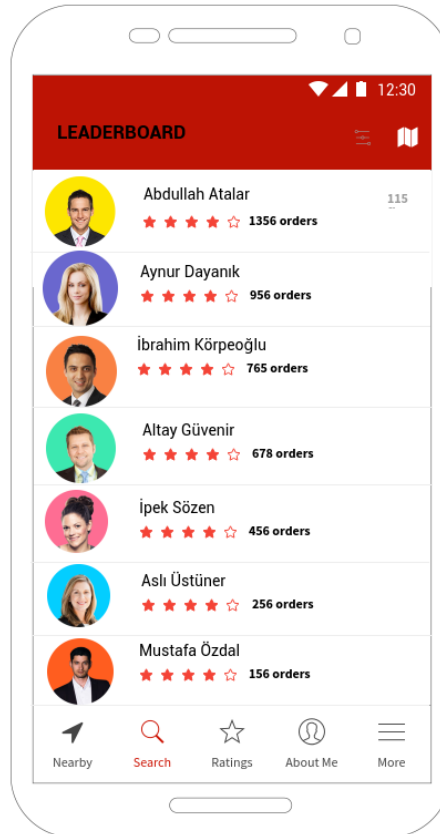 12:30
LEADERBOARD
Abdullah Atalar
115
1356 orders
Aynur Dayanık
956 orders
İbrahim Körpeoğlu
765 orders
Altay Güvenir
678 orders
İpek Sözen
456 orders
Aslı Üstüner
256 orders
Mustafa Özdal
156 orders
Nearby Search Ratings About Me More